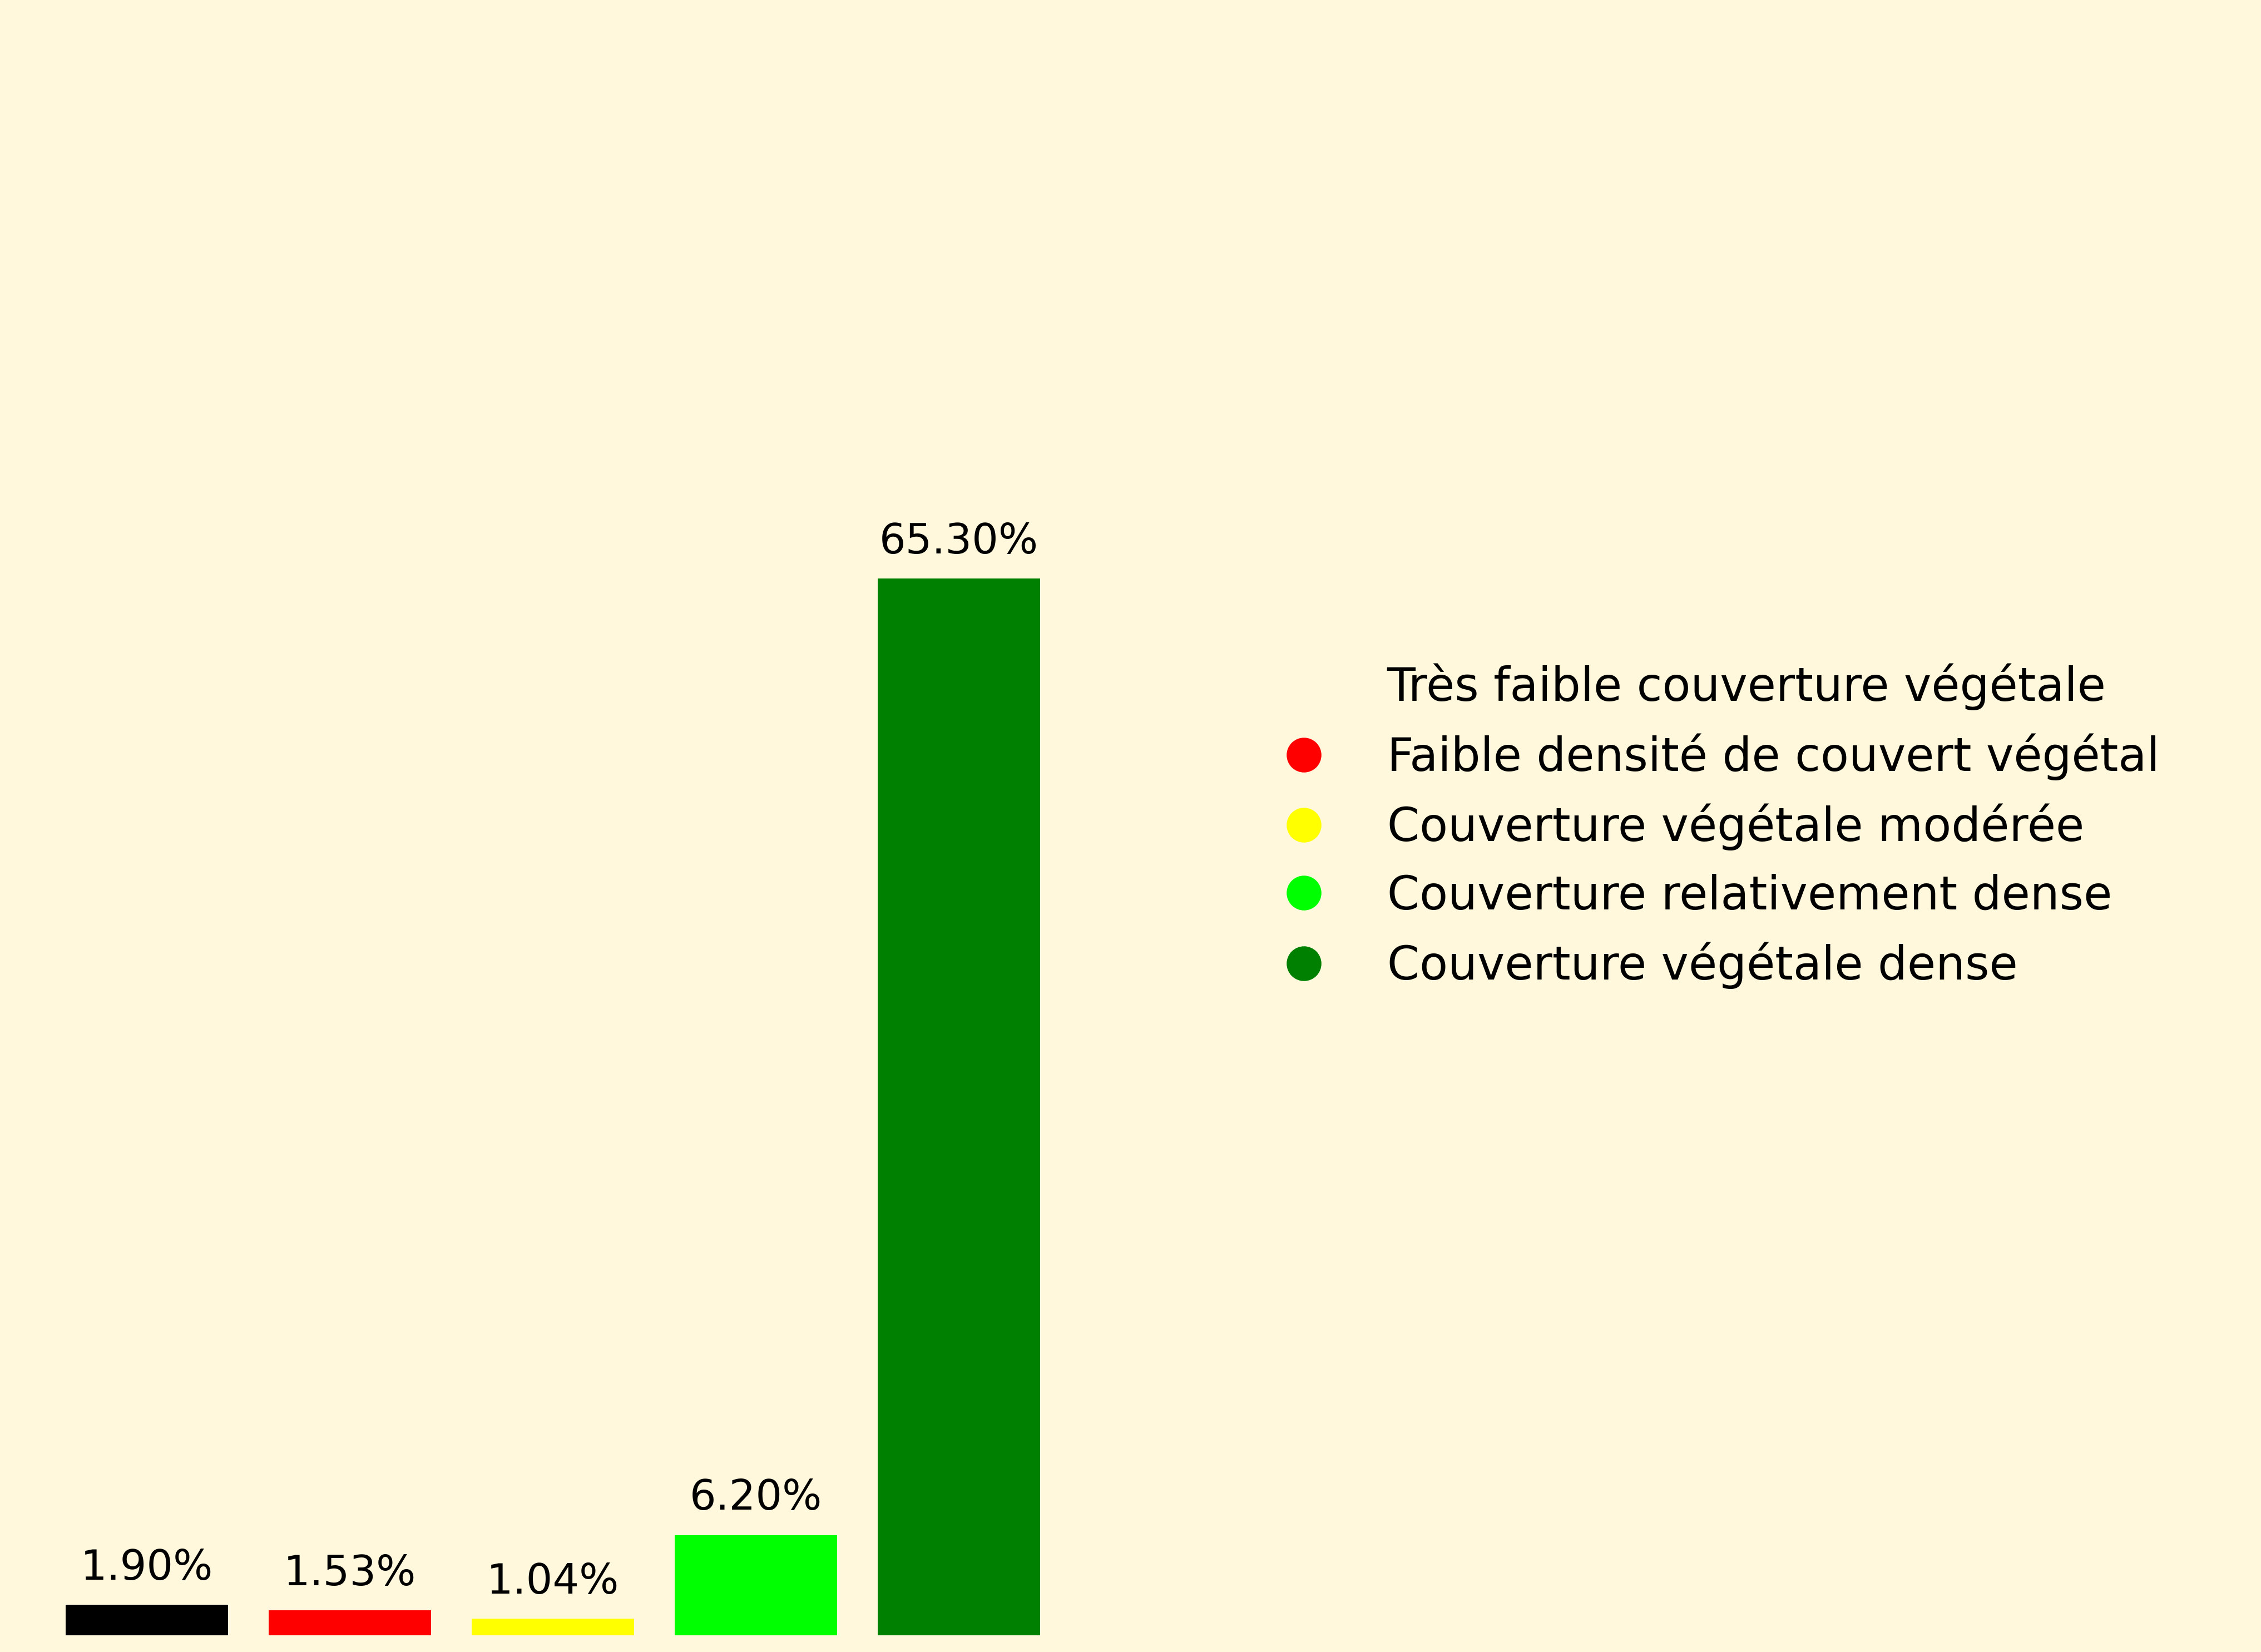 65.30%
6.20%
1.90%
1.53%
1.04%
Très faible couverture végétale
Faible densité de couvert végétal
Couverture végétale modérée
Couverture relativement dense
Couverture végétale dense